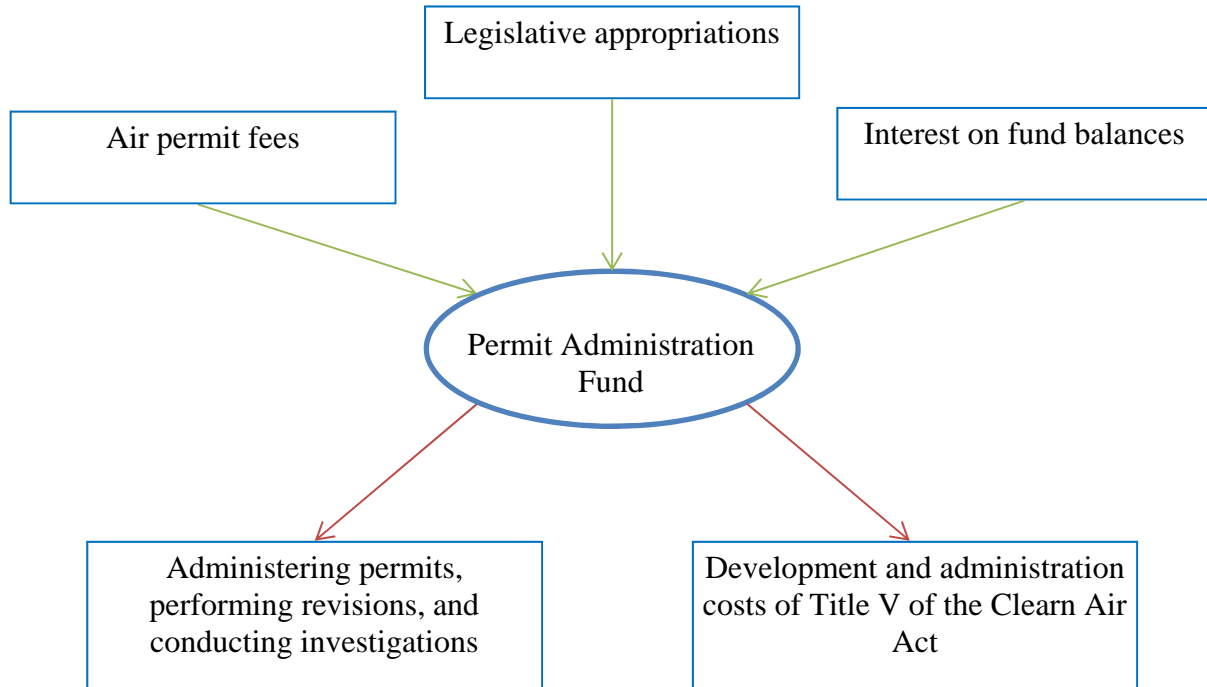 Legislative appropriations
Air permit fees
Interest on fund balances
Permit Administration
Fund
Administering permits,
performing revisions, and
conducting investigations
Development and administration
costs of Title V of the Clearn Air
Act